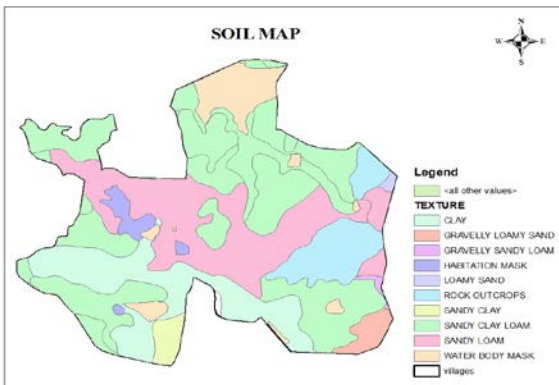 SOIL MAP
N
W E
S
Legend
<all other values>
TEXTURE
CLAY
GRAVELLY LOAMY SAND
GRAVELLY SANDY LOAM
HABITATION MASK
LOAMY SAND
ROCK OUTCROPS
SANDY CLAY
SANDY CLAY LOAM
SANDY LOAM
WATER BODY MASK
villages